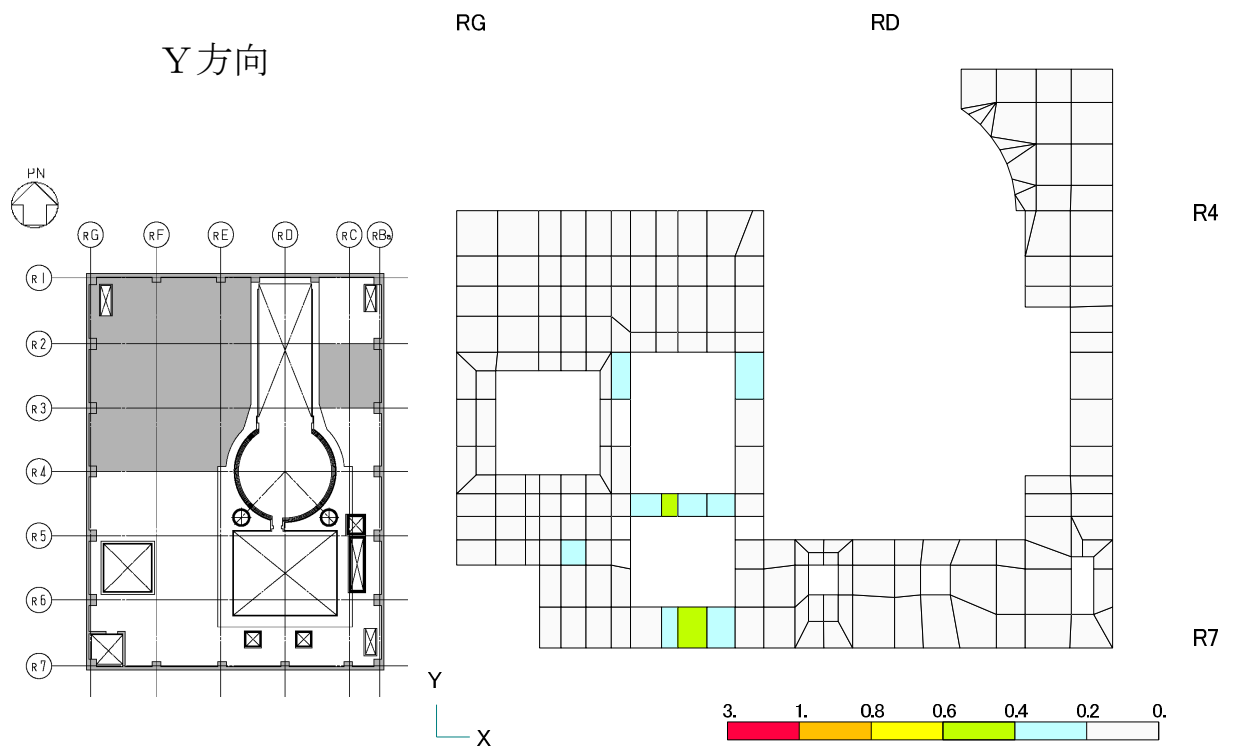 RG RD
Y方向
PN
RG RF RE RD RC RBa
R1
R2
R3
R4
R4
R5
R6
R7
R7
Y
X
3. 1. 0.8 0.6 0.4 0.2 0.